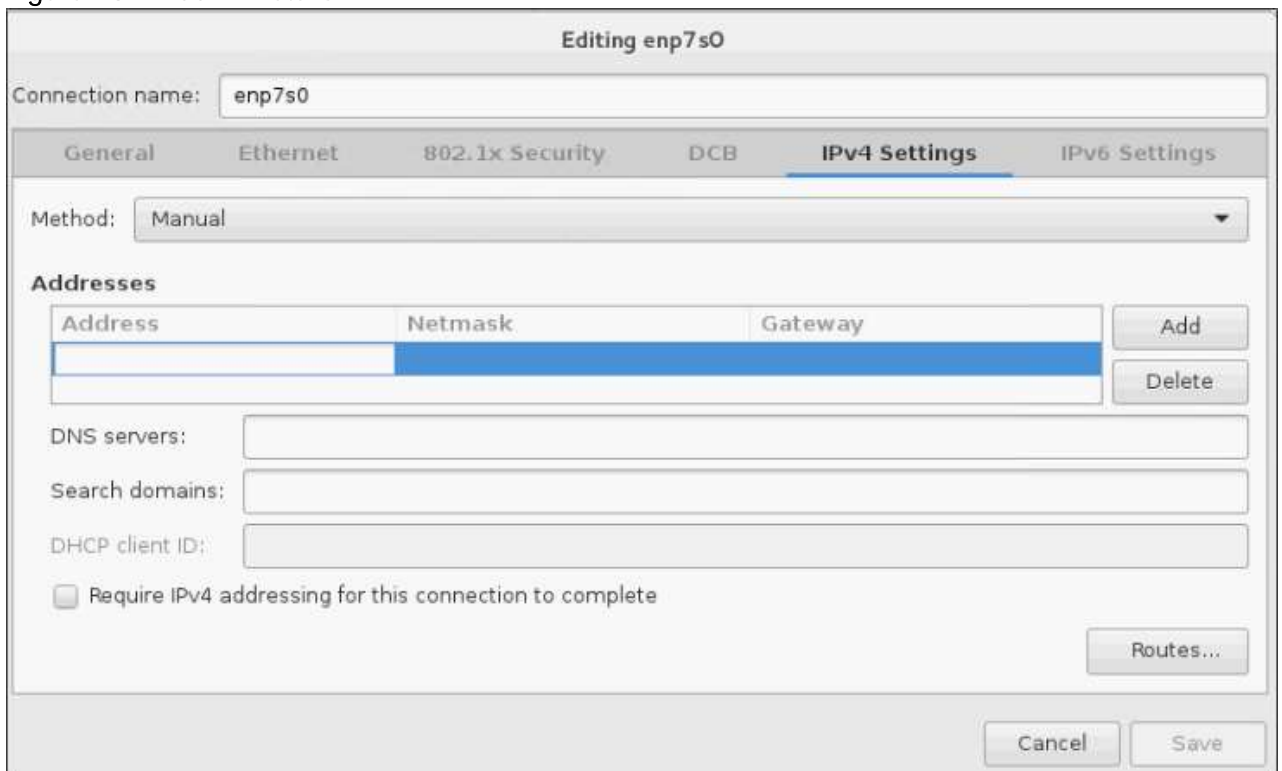 Editing enp7s0
Connection name: enp7s0
General Ethernet 802.1x Security DCB IPv4 Settings IPv6 Settings
Method: Manual
Addresses
Address Netmask Gateway Add
Delete
DNS servers:
Search domains:
DHCP client ID:
Require IPv4 addressing for this connection to complete
Routes...
Cancel Save